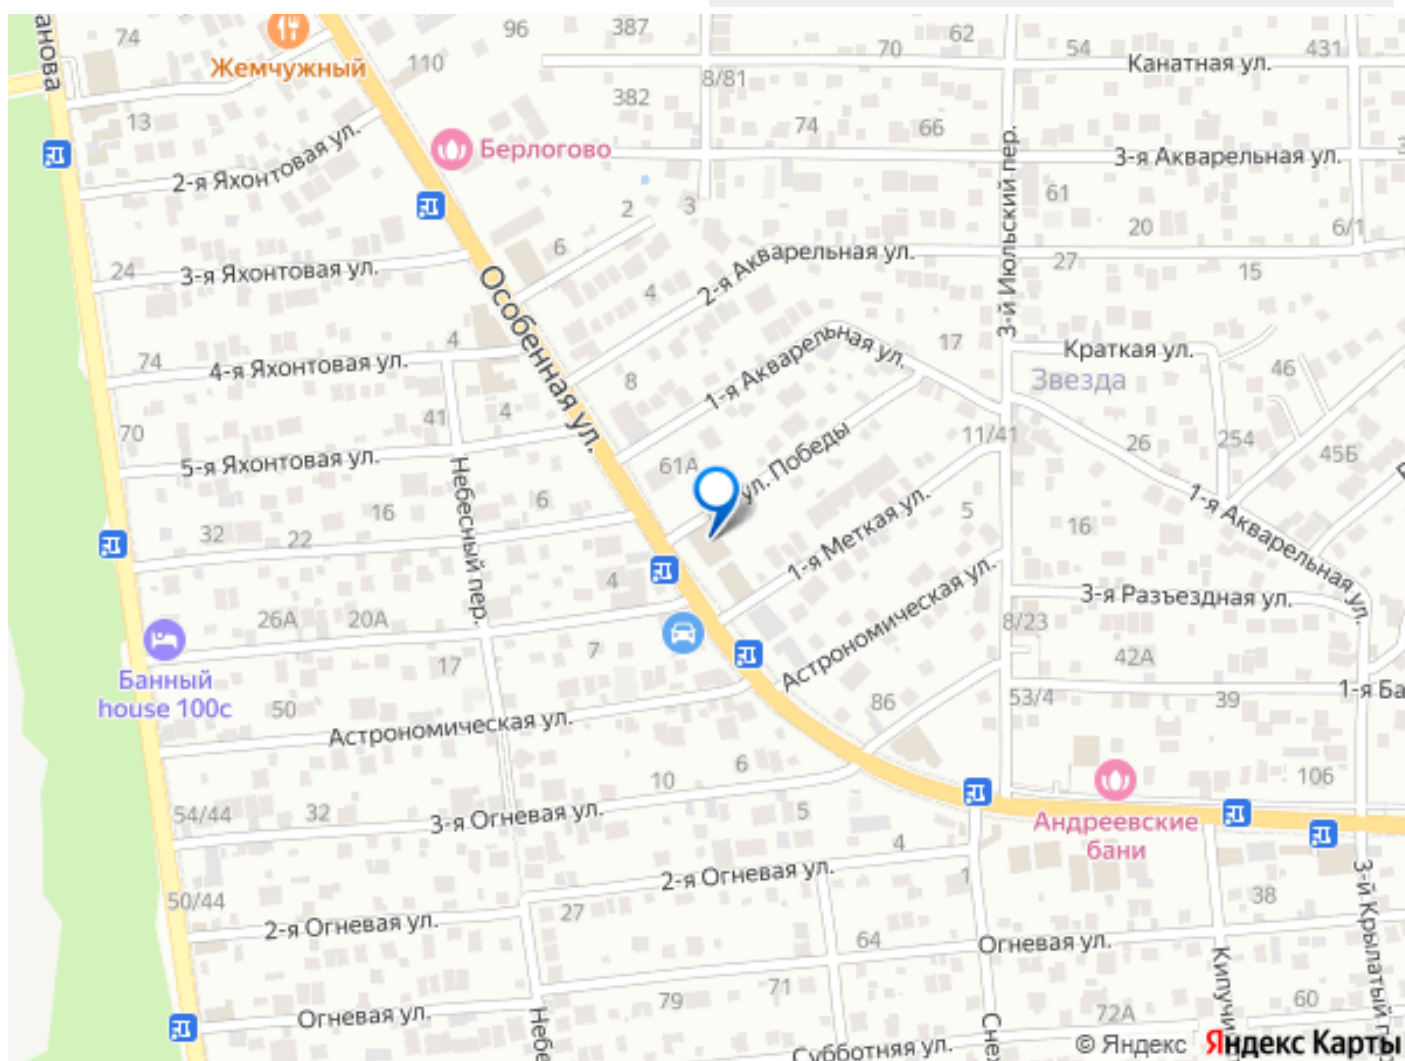 анова
74
Жемчужный
110
96
387
70
62
54
Канатная ул.
431
8/81
382
13
74
66
2-я Яхонтовая ул.
Берлогово
3-я Акварельная ул.
3-й Июльский пер.
61
2
3
20
6/1
6
24
3-я Яхонтовая ул.
2-я Акварельная ул.
27
15
4
Особенная ул.
74
4-я Яхонтовая ул.
4
8
1-я Акварельная ул.
17
Краткая ул.
Звезда
46
41
4
70
5-я Яхонтовая ул.
61А
ул. Победы
11/41
26
254
45Б
Небесный пер.
6
16
32
22
1-я Меткая ул.
5
16
1-я Акварельная ул.
4
26А
20А
7
Астрономическая ул.
3-я Разъездная ул.
8/23
42А
17
Банный
house 100с
50
Астрономическая ул.
86
53/4
39
1-я Ба
6
10
54/44
32
3-я Огневая ул.
5
106
Андреевские
бани
4
2-я Огневая ул.
1
50/44
2-я Огневая ул.
27
38
64
Огневая ул.
3-й Крылатый п
Кипучи
79
71
Огневая ул.
Небе
72А
60
Субботная ул.
Снеж
© Яндекс
Яндекс Карты